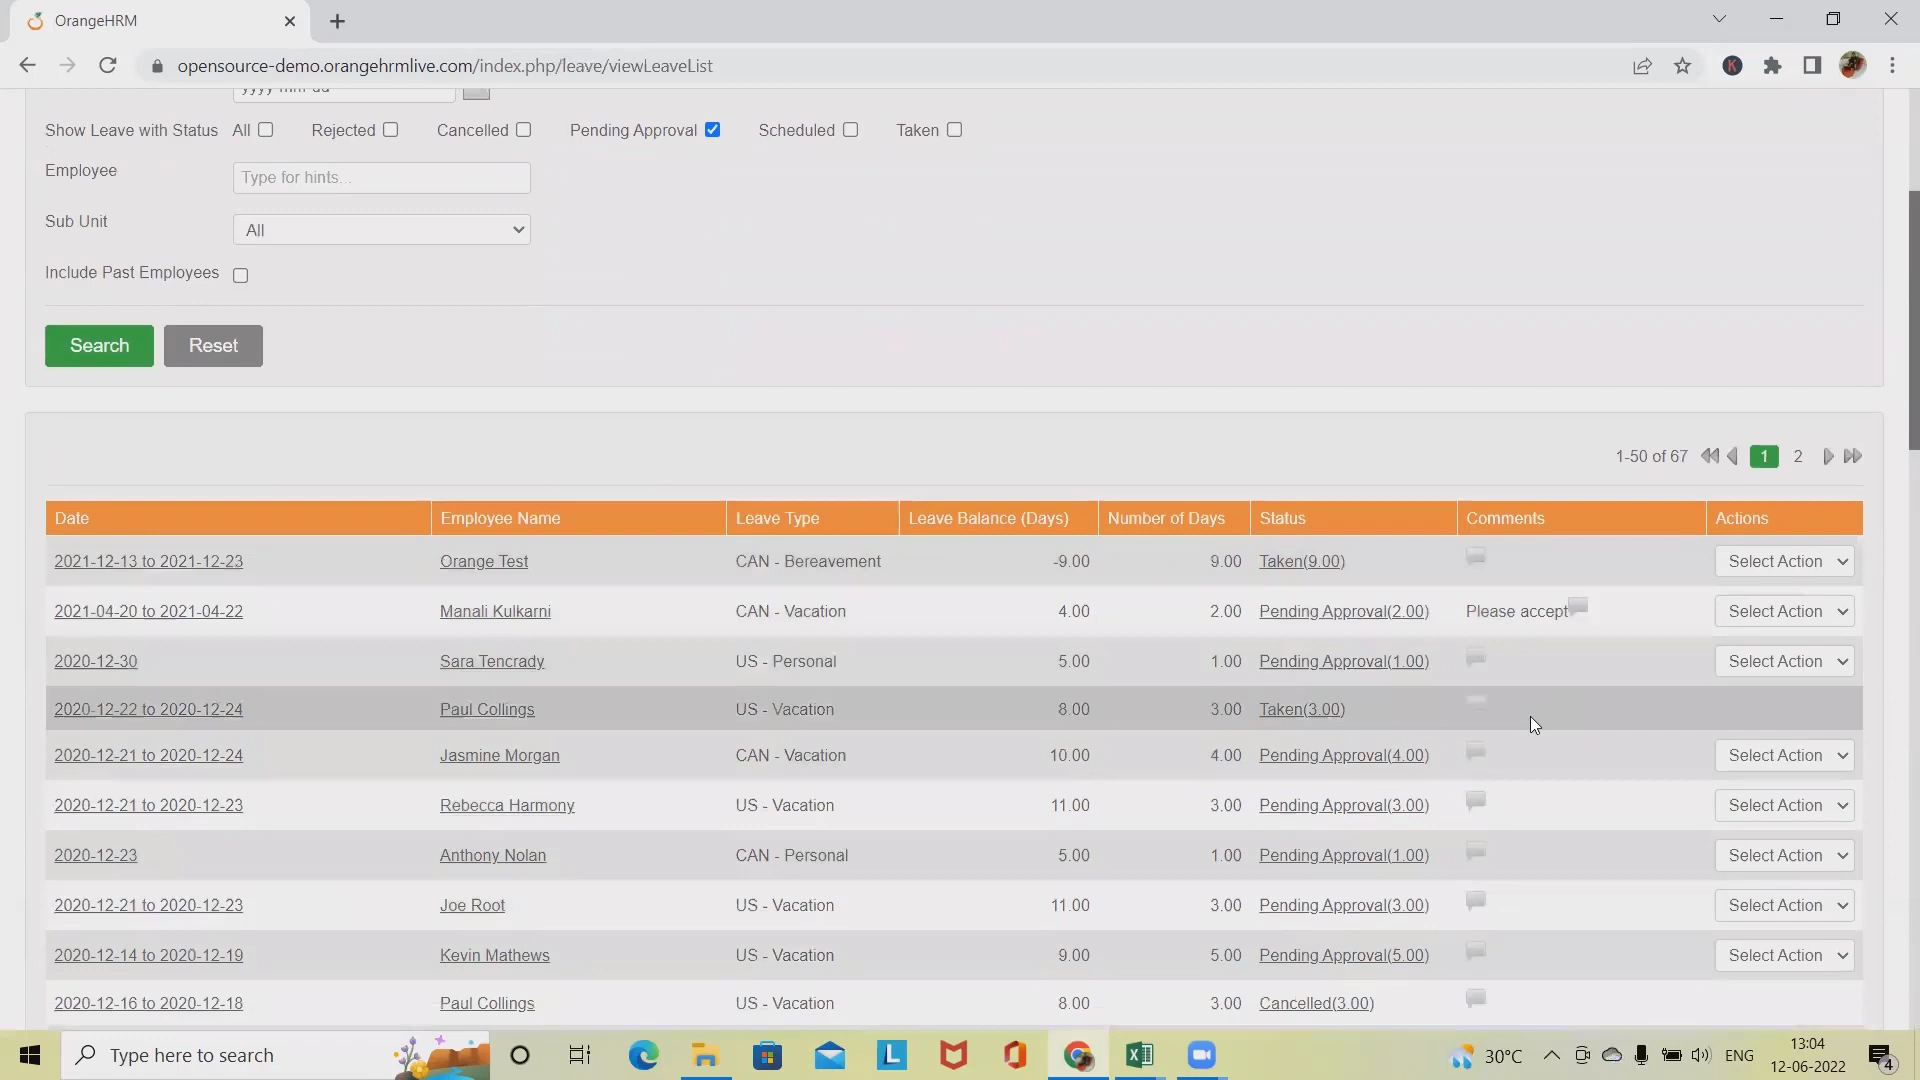 OrangeHRM
opensource-demo.orangehrmlive.com/index.php/leave/viewLeaveList
K
yyyy-mm-dd
Show Leave with Status All Rejected Cancelled Pending Approval Scheduled Taken
Employee Type for hints...
Sub Unit All
Include Past Employees
Search Reset
1-50 of 67 1 2
Date Employee Name Leave Type Leave Balance (Days) Number of Days Status Comments Actions
2021-12-13 to 2021-12-23 Orange Test CAN - Bereavement -9.00 9.00 Taken(9.00) Select Action
2021-04-20 to 2021-04-22 Manali Kulkarni CAN - Vacation 4.00 2.00 Pending Approval(2.00) Please accept Select Action
2020-12-30 Sara Tencrady US - Personal 5.00 1.00 Pending Approval(1.00) Select Action
2020-12-22 to 2020-12-24 Paul Collings US - Vacation 8.00 3.00 Taken(3.00)
2020-12-21 to 2020-12-24 Jasmine Morgan CAN - Vacation 10.00 4.00 Pending Approval(4.00) Select Action
2020-12-21 to 2020-12-23 Rebecca Harmony US - Vacation 11.00 3.00 Pending Approval(3.00) Select Action
2020-12-23 Anthony Nolan CAN - Personal 5.00 1.00 Pending Approval(1.00) Select Action
2020-12-21 to 2020-12-23 Joe Root US - Vacation 11.00 3.00 Pending Approval(3.00) Select Action
2020-12-14 to 2020-12-19 Kevin Mathews US - Vacation 9.00 5.00 Pending Approval(5.00) Select Action
2020-12-16 to 2020-12-18 Paul Collings US - Vacation 8.00 3.00 Cancelled(3.00)
Type here to search
L
30°C ENG
13:04
12-06-2022
4